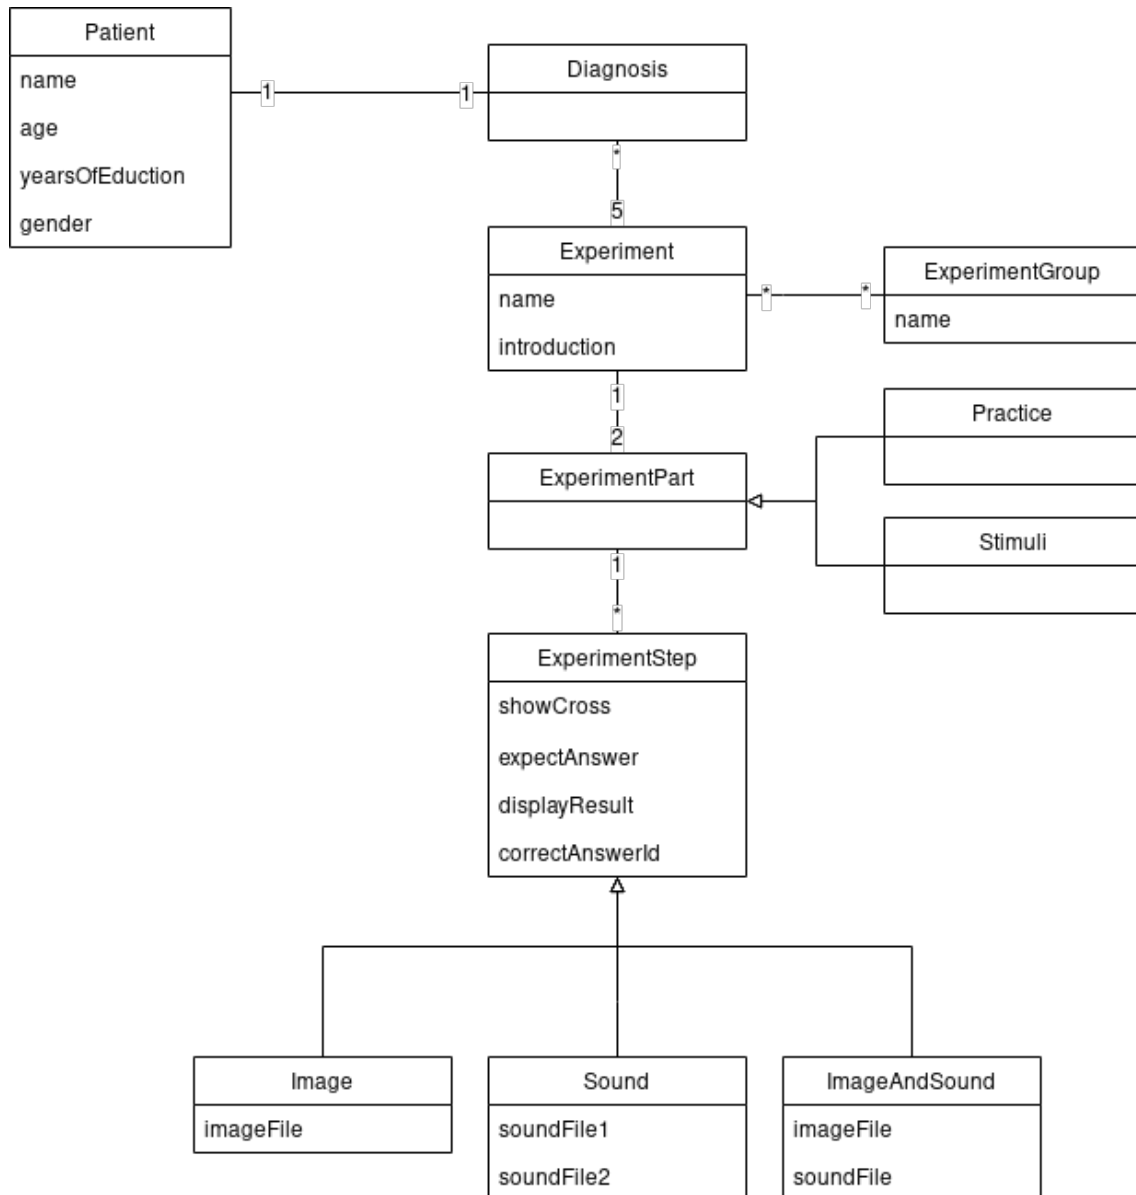 Patient
name
age
yearsOfEduction
gender
1
1
Diagnosis
*
5
Experiment
name
introduction
*
*
ExperimentGroup
name
1
2
ExperimentPart
Practice
Stimuli
1
*
ExperimentStep
showCross
expectAnswer
displayResult
correctAnswerId
Image
imageFile
Sound
soundFile1
soundFile2
ImageAndSound
imageFile
soundFile